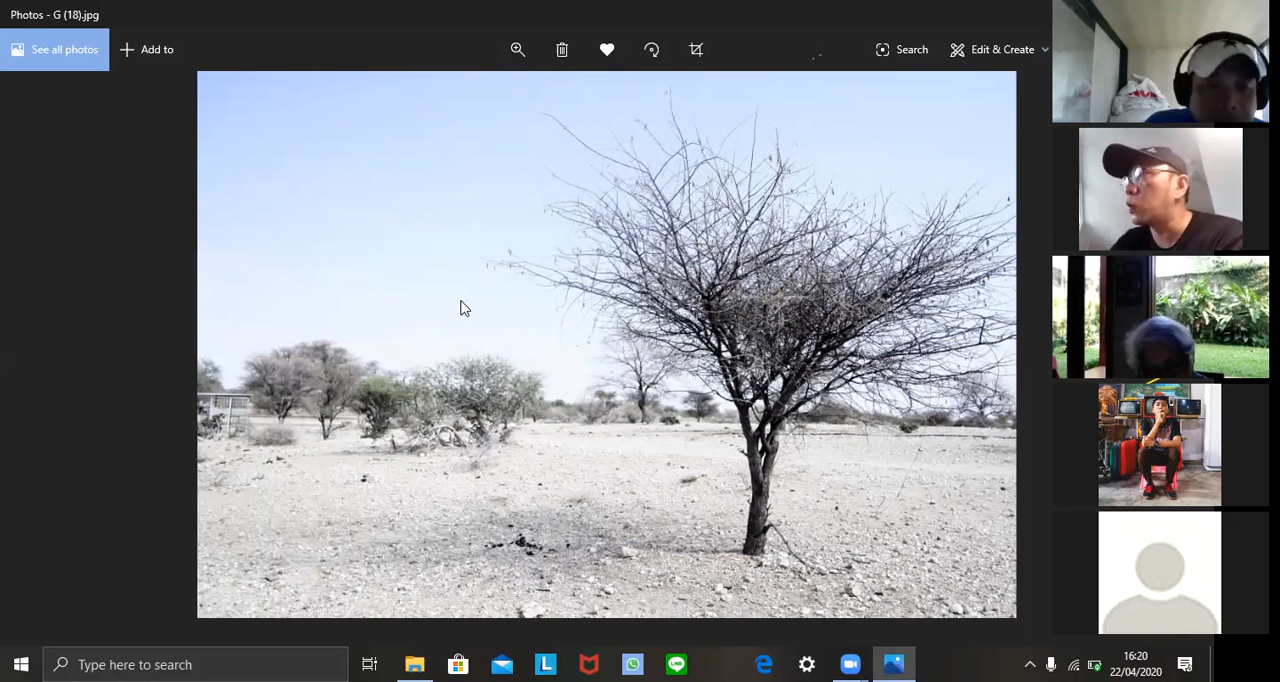 Photos - G (18).jpg
See all photos
Add to
Search
Edit & Create
Type here to search
L
LINE
16:20
22/04/2020